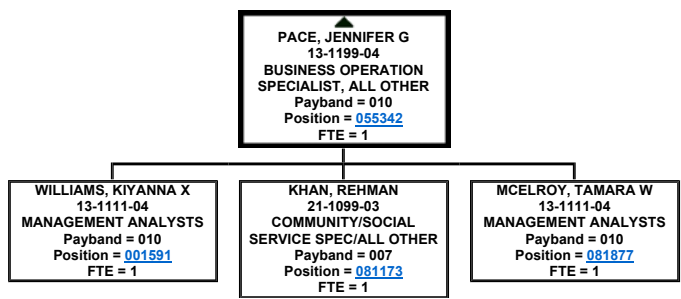 PACE, JENNIFER G
13-1199-04
BUSINESS OPERATION
SPECIALIST, ALL OTHER
Payband = 010
Position = 055342
FTE = 1
WILLIAMS, KIYANNA X
13-1111-04
MANAGEMENT ANALYSTS
Payband = 010
Position = 001591
FTE = 1
KHAN, REHMAN
21-1099-03
COMMUNITY/SOCIAL
SERVICE SPEC/ALL OTHER
Payband = 007
Position = 081173
FTE = 1
MCELROY, TAMARA W
13-1111-04
MANAGEMENT ANALYSTS
Payband = 010
Position = 081877
FTE = 1